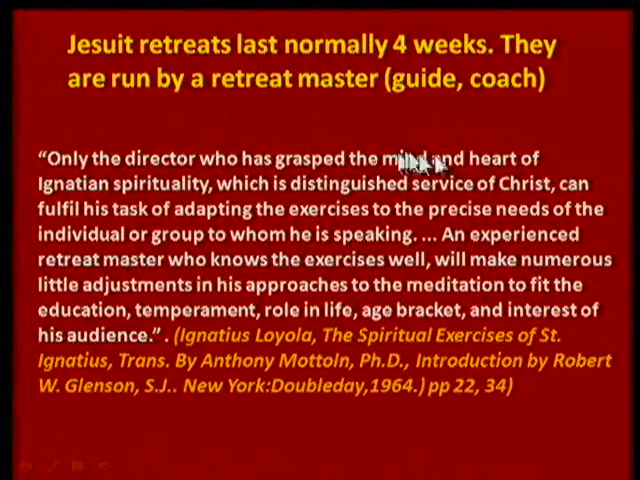 Jesuit retreats last normally 4 weeks. They
are run by a retreat master (guide, coach)
“Only the director who has grasped the mind and heart of
Ignatian spirituality, which is distinguished service of Christ, can
fulfil his task of adapting the exercises to the precise needs of the
individual or group to whom he is speaking. ... An experienced
retreat master who knows the exercises well, will make numerous
little adjustments in his approaches to the meditation to fit the
education, temperament, role in life, age bracket, and interest of
his audience.” . (Ignatius Loyola, The Spiritual Exercises of St.
Ignatius, Trans. By Anthony Mottoln, Ph.D., Introduction by Robert
W. Glenson, S.J.. New York:Doubleday,1964.) pp 22, 34)